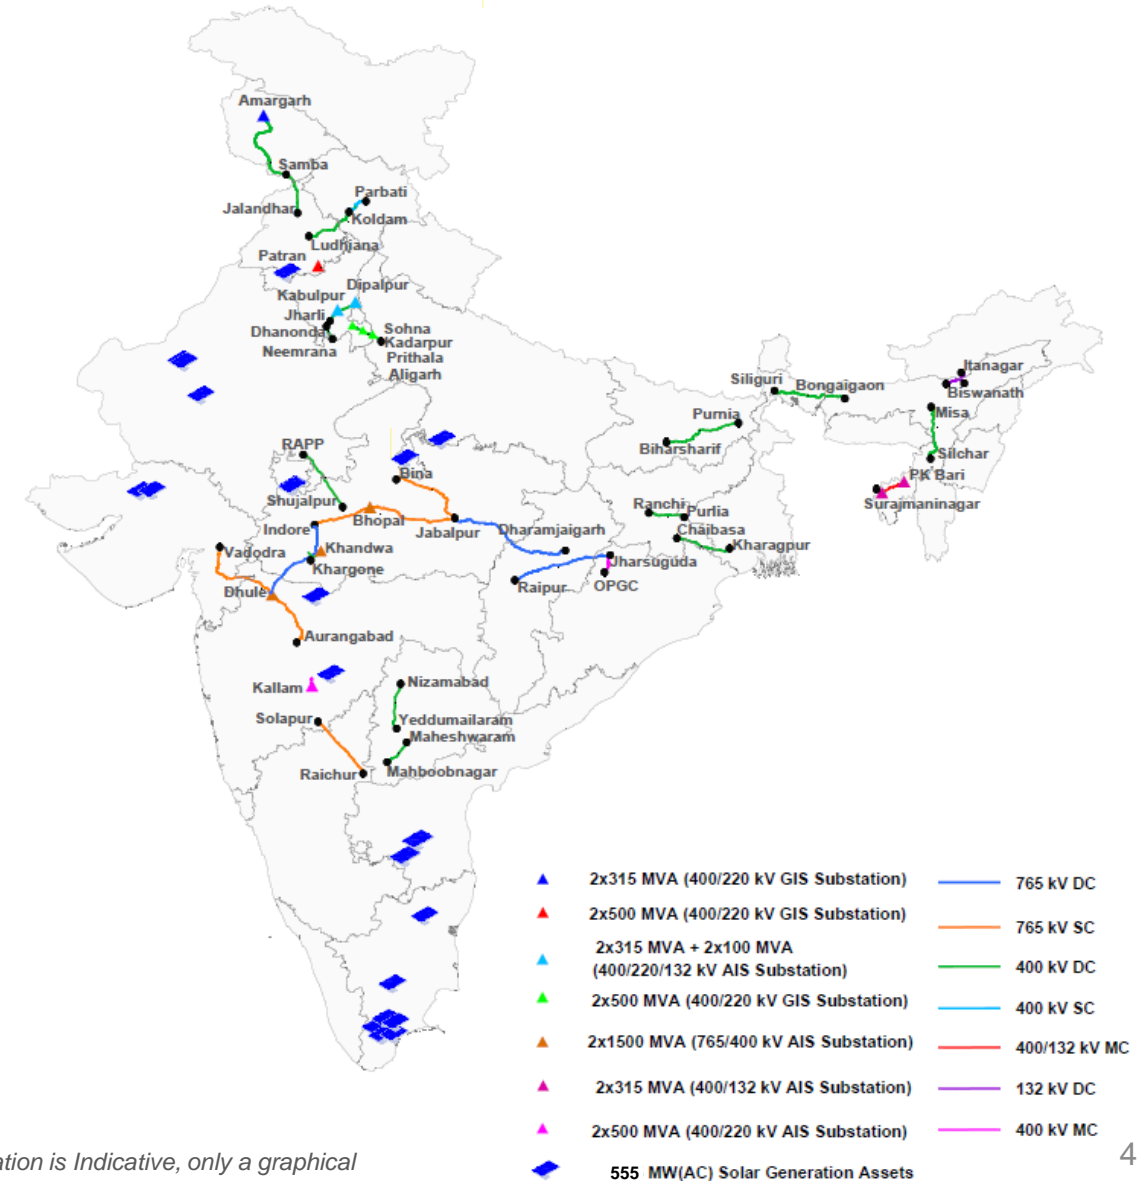 Amargarh
Samba
Parbati
Jalandhar
Koldam
Ludhiana
Patran
Dipalpur
Kabulpur
Jharli
Dhanonda
Sohna
Kadarpur
Neemrana
Prithala
Aligarh
Itanagar
Siliguri
Bongaigaon
Biswanath
Misa
Purnia
RAPP
Biharsharif
Silchar
Bina
PK Bari
Shujalpur
Ranchi
Purlia
Surajmaninagar
Indore
Bhopal
Jabalpur
Dharamjaigarh
Chaibasa
Vadodra
Khandwa
Kharagpur
Khargone
Jharsuguda
Dhule
Raipur
OPGC
Aurangabad
Kallam
Nizamabad
Solapur
Yeddumailaram
Maheshwaram
Raichur
Mahboobnagar
2x315 MVA (400/220 kV GIS Substation)
765 kV DC
2x500 MVA (400/220 kV GIS Substation)
765 kV SC
2x315 MVA + 2x100 MVA
(400/220/132 kV AIS Substation)
400 kV DC
2x500 MVA (400/220 kV GIS Substation)
400 kV SC
2x1500 MVA (765/400 kV AIS Substation)
400/132 kV MC
2x315 MVA (400/132 kV AIS Substation)
132 kV DC
2x500 MVA (400/220 kV AIS Substation)
400 kV MC
555 MW(AC) Solar Generation Assets
ation is Indicative, only a graphical
4